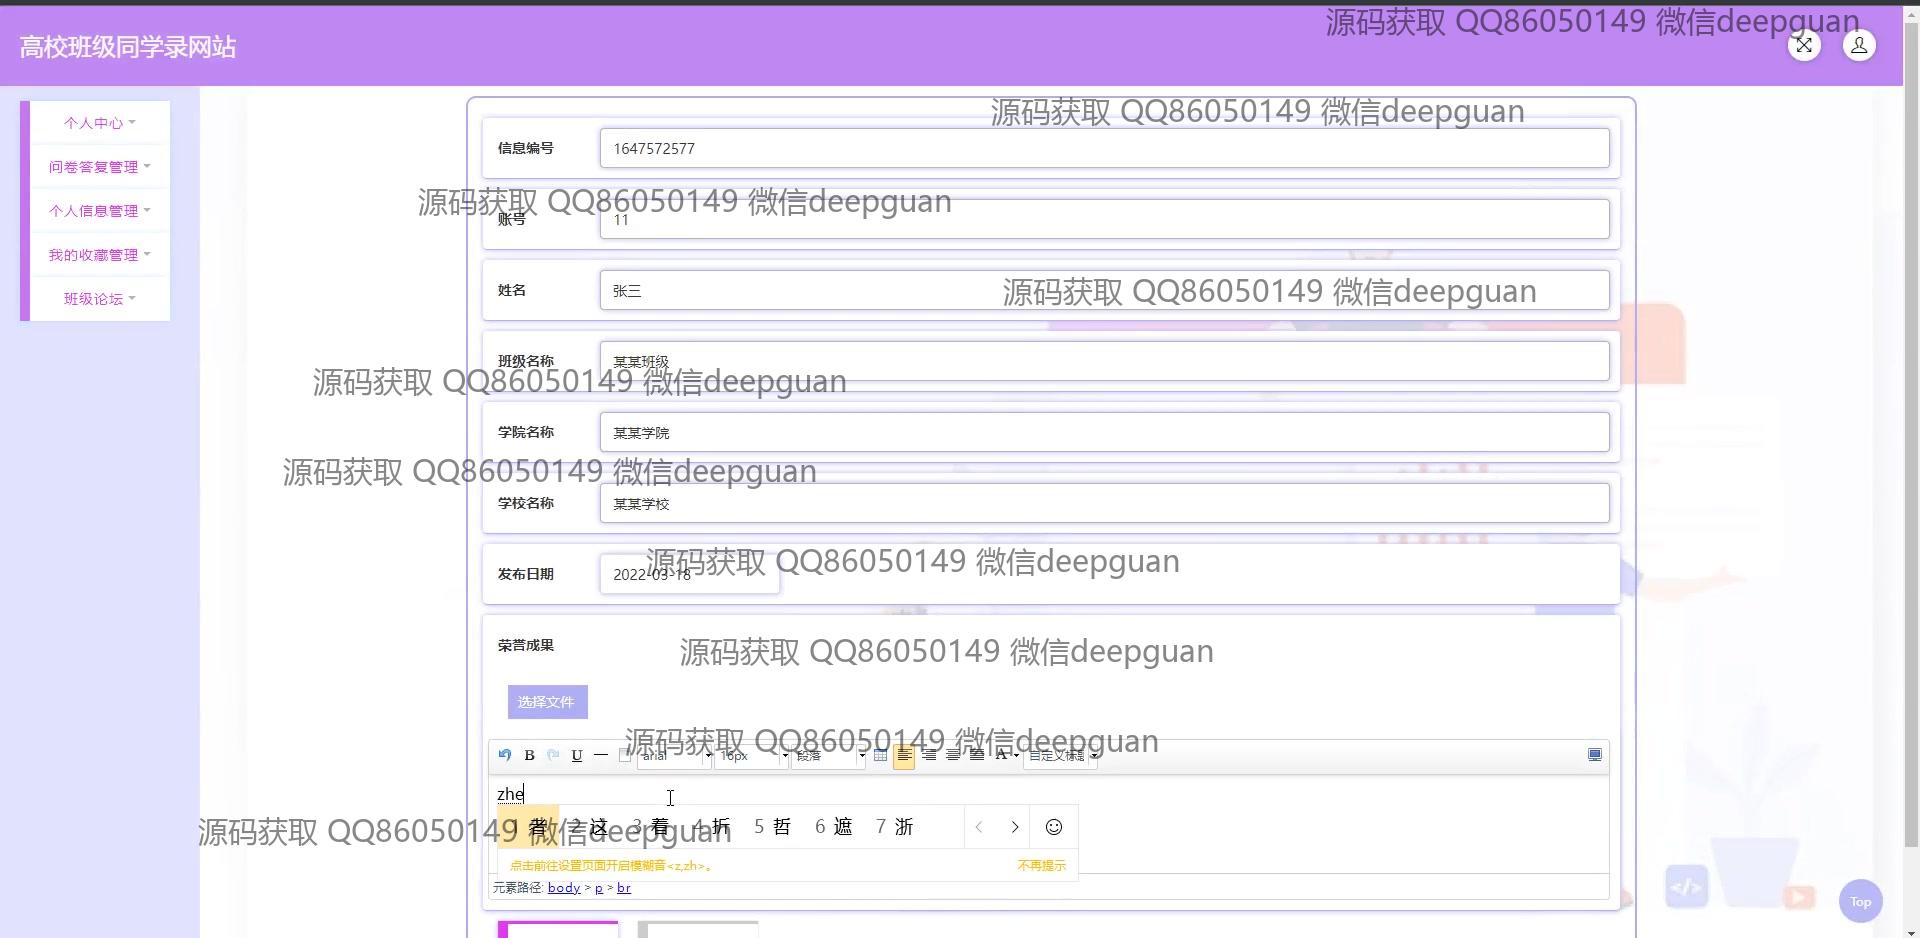 源码获取 QQ86050149 微信deepguan
高校班级同学录网站
个人中心
问卷答复管理
个人信息管理
我的收藏管理
班级论坛
源码获取 QQ86050149 微信deepguan
信息编号 1647572577
源码获取 QQ86050149 微信deepguan
账号 11
姓名 张三
源码获取 QQ86050149 微信deepguan
班级名称 某某班级
源码获取 QQ86050149 微信deepguan
学院名称 某某学院
源码获取 QQ86050149 微信deepguan
学校名称 某某学校
源码获取 QQ86050149 微信deepguan
发布日期 2022-03-18
荣誉成果
源码获取 QQ86050149 微信deepguan
选择文件
源码获取 QQ86050149 微信deepguan
B U arial 16px 段落 A 自定义标题
zhe
1 者 2 这 3 着 4 折 5 哲 6 遮 7 浙
源码获取 QQ86050149 微信deepguan
点击前往设置页面开启模糊音<z,zh>。 不再提示
元素路径: body > p > br
Top